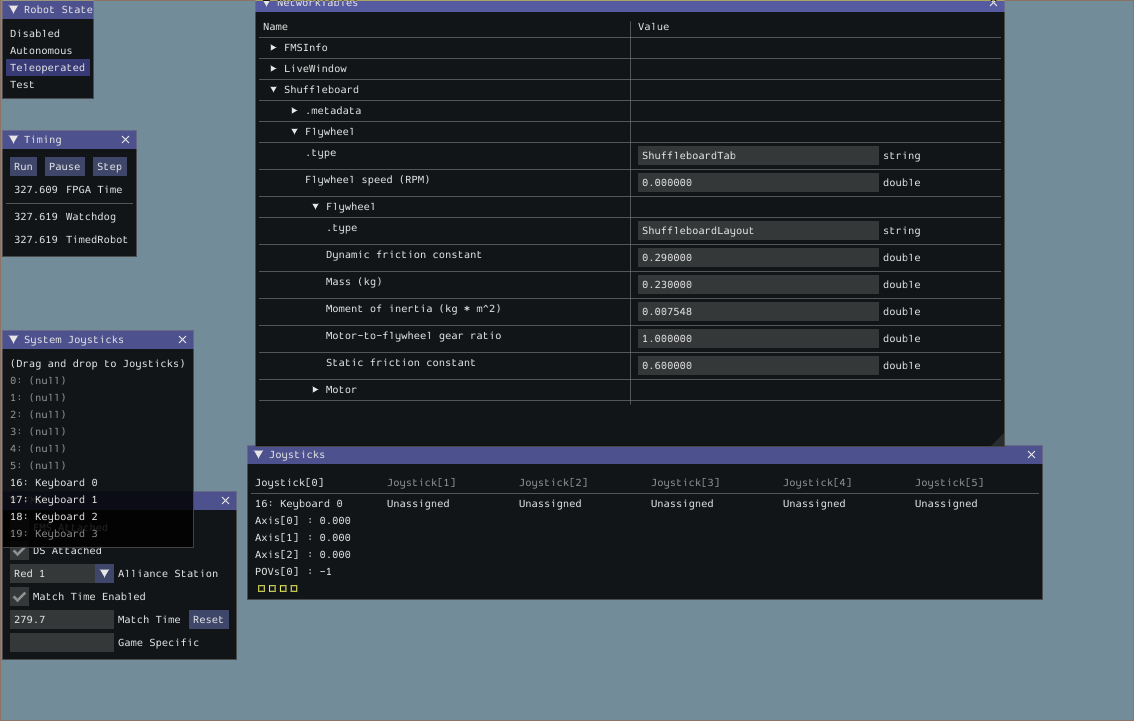 Robot State
Disabled
Autonomous
Teleoperated
Test
Timing
Run Pause Step
327.609 FPGA Time
327.619 Watchdog
327.619 TimedRobot
System Joysticks
(Drag and drop to Joysticks)
0: (null)
1: (null)
2: (null)
3: (null)
4: (null)
5: (null)
16: Keyboard 0
17: Keyboard 1
18: Keyboard 2
19: Keyboard 3
FMS Attached
DS Attached
Red 1 Alliance Station
Match Time Enabled
279.7 Match Time Reset
Game Specific
NetworkTables
Name Value
FMSInfo
LiveWindow
Shuffleboard
.metadata
Flywheel
.type ShuffleboardTab string
Flywheel speed (RPM) 0.000000 double
Flywheel
.type ShuffleboardLayout string
Dynamic friction constant 0.290000 double
Mass (kg) 0.230000 double
Moment of inertia (kg * m^2) 0.007548 double
Motor-to-flywheel gear ratio 1.000000 double
Static friction constant 0.600000 double
Motor
Joysticks
Joystick[0] Joystick[1] Joystick[2] Joystick[3] Joystick[4] Joystick[5]
16: Keyboard 0 Unassigned Unassigned Unassigned Unassigned Unassigned
Axis[0] : 0.000
Axis[1] : 0.000
Axis[2] : 0.000
POVs[0] : -1